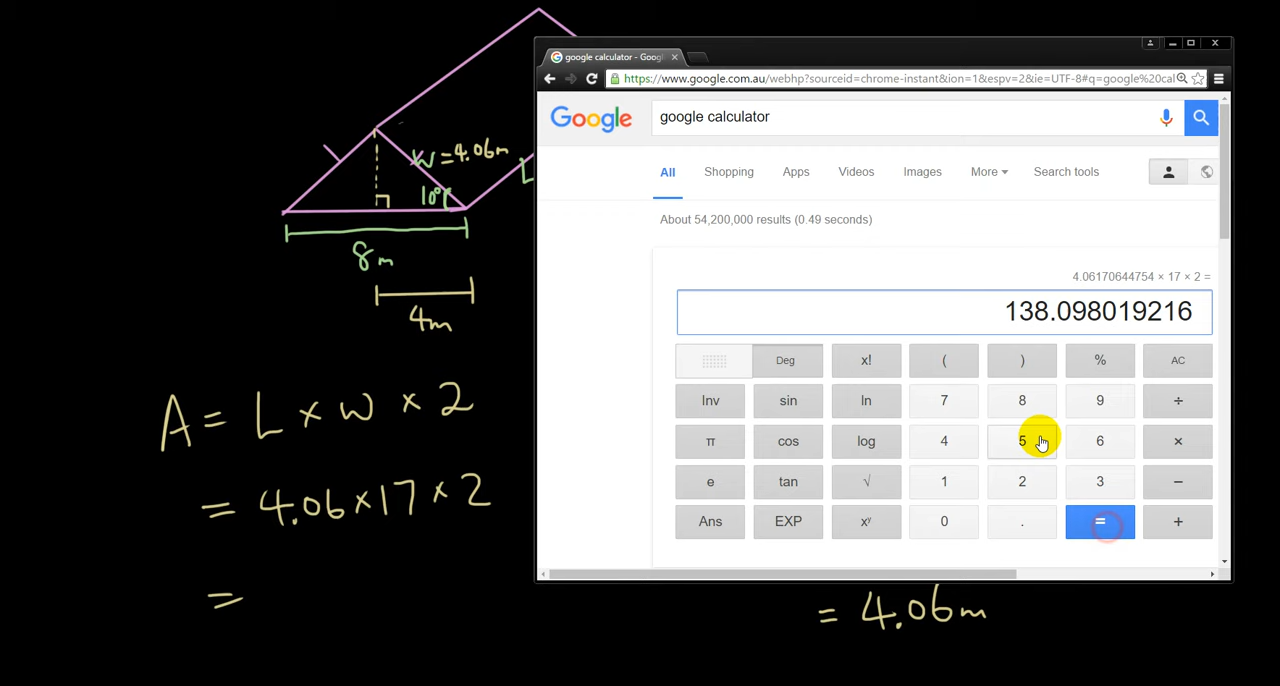 google calculator - Goog
https://www.google.com.au/webhp?sourceid=chrome-instant&ion=1&espv=2&ie=UTF-8#q=google%20cal
Google
google calculator
All Shopping Apps Videos Images More Search tools
About 54,200,000 results (0.49 seconds)
4.06170644754 × 17 × 2 =
138.098019216
Deg x! ( ) % AC
Inv sin ln 7 8 9 ÷
π cos log 4 5 6 ×
e tan √ 1 2 3 −
Ans EXP xʸ 0 . = +
W = 4.06m
L
10°
8m
4m
A = L × W × 2
= 4.06 × 17 × 2
=
= 4.06m